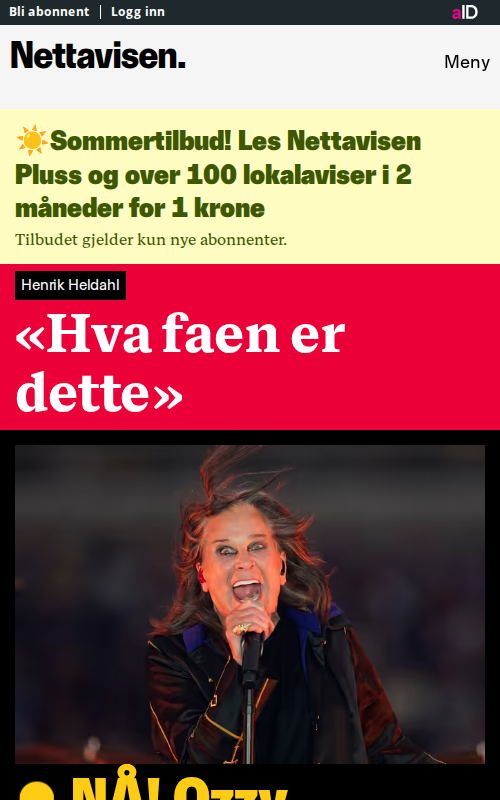 Bli abonnent | Logg inn
aID
Nettavisen.
Meny
☀️Sommertilbud! Les Nettavisen
Pluss og over 100 lokalaviser i 2
måneder for 1 krone
Tilbudet gjelder kun nye abonnenter.
Henrik Heldahl
«Hva faen er
dette»
NÅ! Ozzy